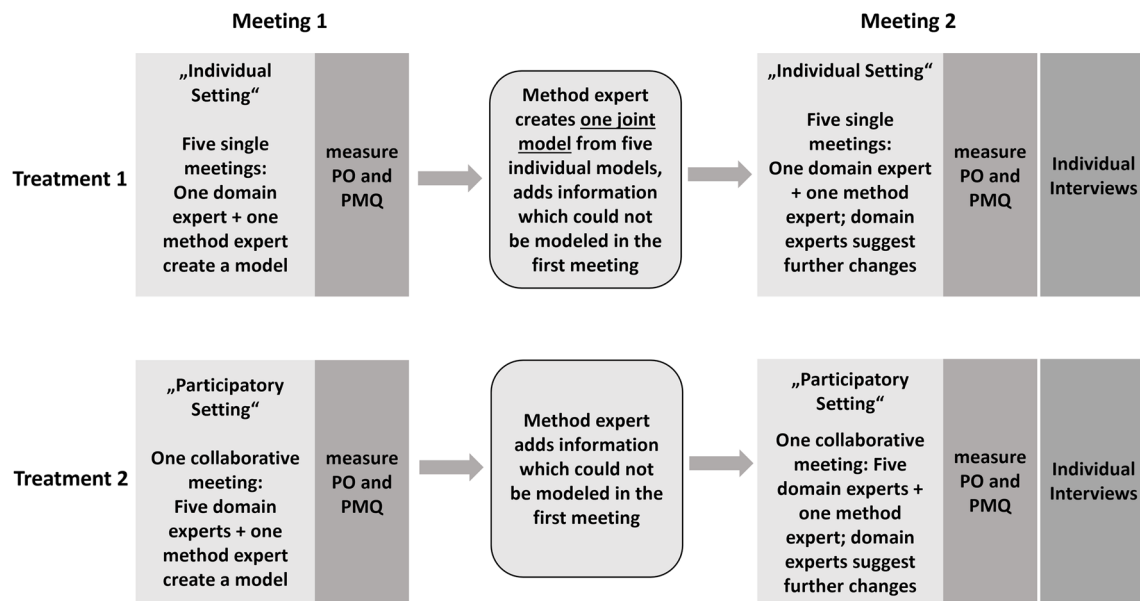 Meeting 1
Meeting 2
Treatment 1
„Individual
Setting“
Five single
meetings:
One domain
expert + one
method expert
create a model
measure
PO and
PMQ
Method expert
creates one joint
model from five
individual models,
adds information
which could not
be modeled in the
first meeting
„Individual Setting“
Five single
meetings:
One domain expert
+ one method
expert; domain
experts suggest
further changes
measure
PO and
PMQ
Individual
Interviews
Treatment 2
„Participatory
Setting“
One collaborative
meeting:
Five domain
experts + one
method expert
create a model
measure
PO and
PMQ
Method expert
adds information
which could not
be modeled in the
first meeting
„Participatory
Setting“
One collaborative
meeting: Five
domain experts +
one method
expert; domain
experts suggest
further changes
measure
PO and
PMQ
Individual
Interviews